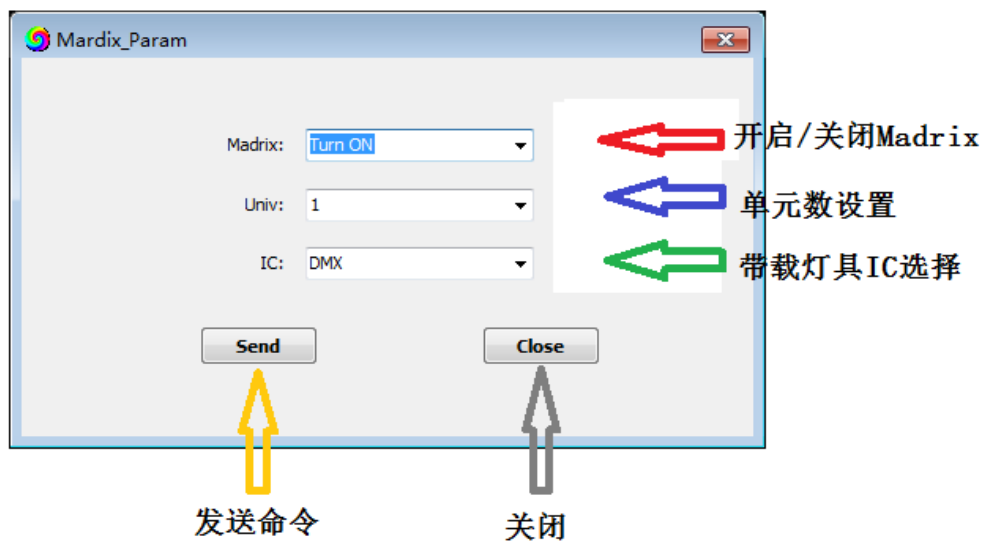 Mardix_Param
Madrix: Turn ON 开启/关闭Madrix
Univ: 1 单元数设置
IC: DMX 带载灯具IC选择
Send Close
发送命令 关闭